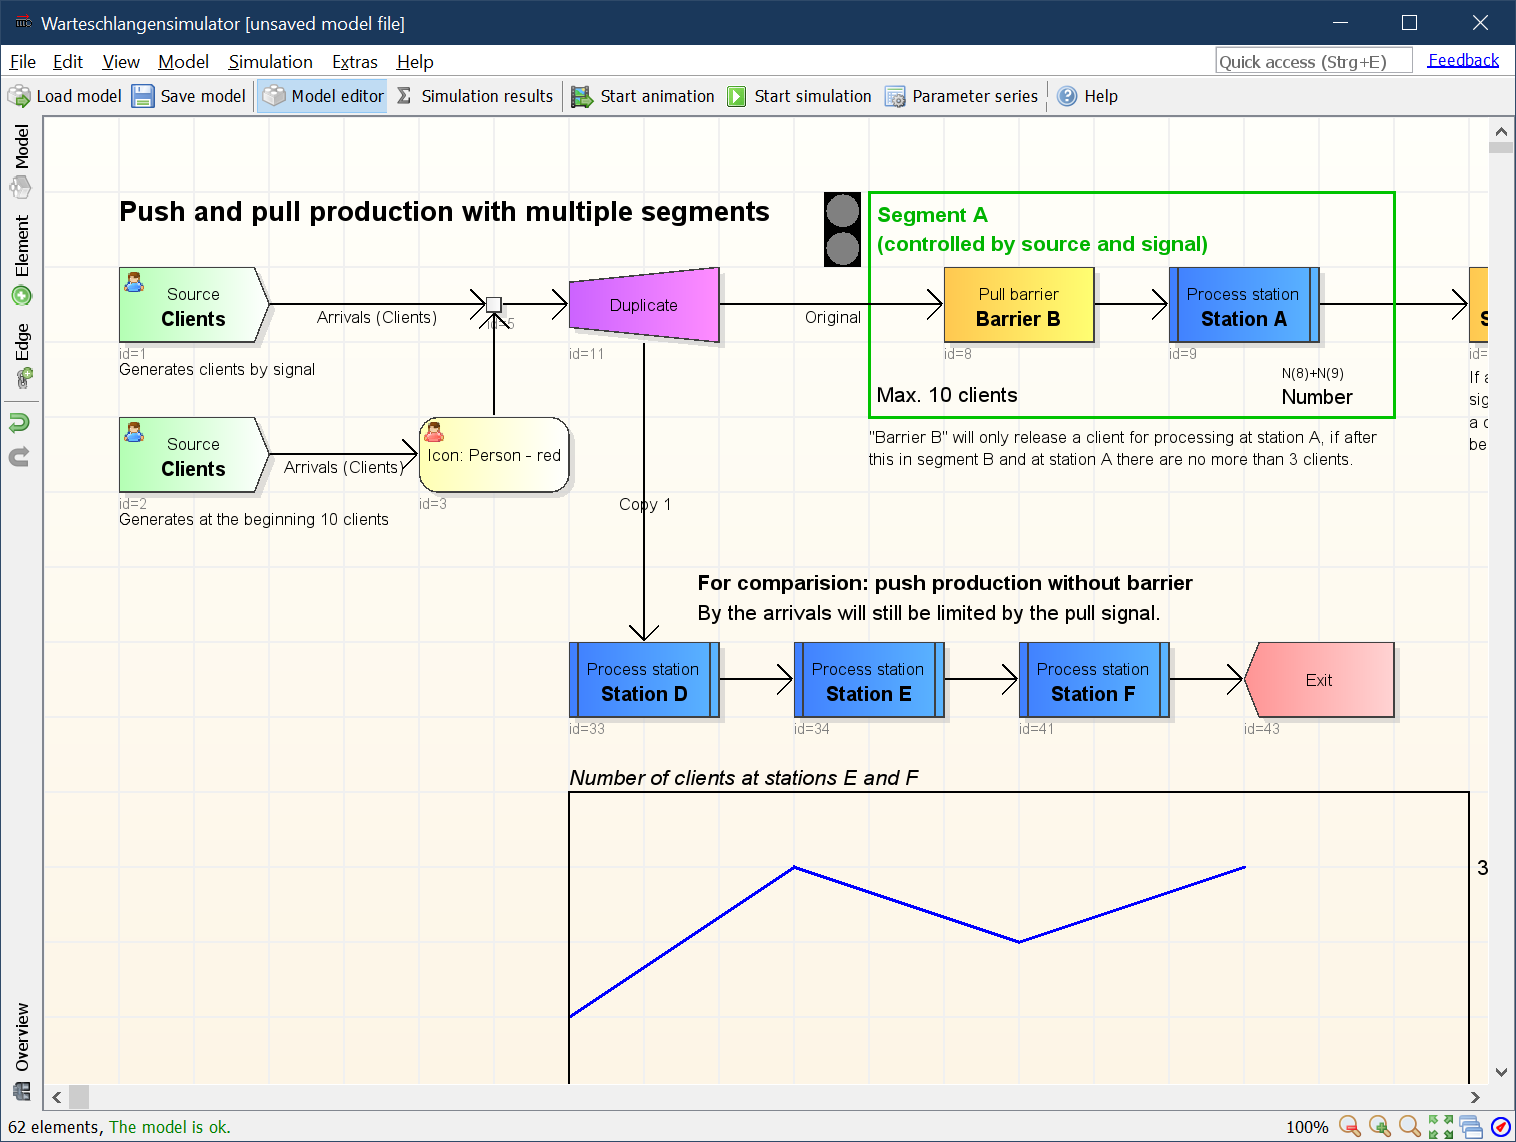 Warteschlangensimulator [unsaved model file]
File Edit View Model Simulation Extras Help
Quick access (Strg+E) Feedback
Load model Save model Model editor Simulation results Start animation Start simulation Parameter series Help
Model
Element
Edge
Overview
Push and pull production with multiple segments
Segment A
(controlled by source and signal)
Source
Clients
id=1
Generates clients by signal
Arrivals (Clients)
id=5
Duplicate
id=11
Original
Pull barrier
Barrier B
id=8
Process station
Station A
id=9
N(8)+N(9)
Number
Max. 10 clients
"Barrier B" will only release a client for processing at station A, if after
this in segment B and at station A there are no more than 3 clients.
S
id=
If a
sig
a c
be
Source
Clients
id=2
Generates at the beginning 10 clients
Arrivals (Clients)
Icon: Person - red
id=3
Copy 1
For comparision: push production without barrier
By the arrivals will still be limited by the pull signal.
Process station
Station D
id=33
Process station
Station E
id=34
Process station
Station F
id=41
Exit
id=43
Number of clients at stations E and F
3
62 elements, The model is ok.
100%